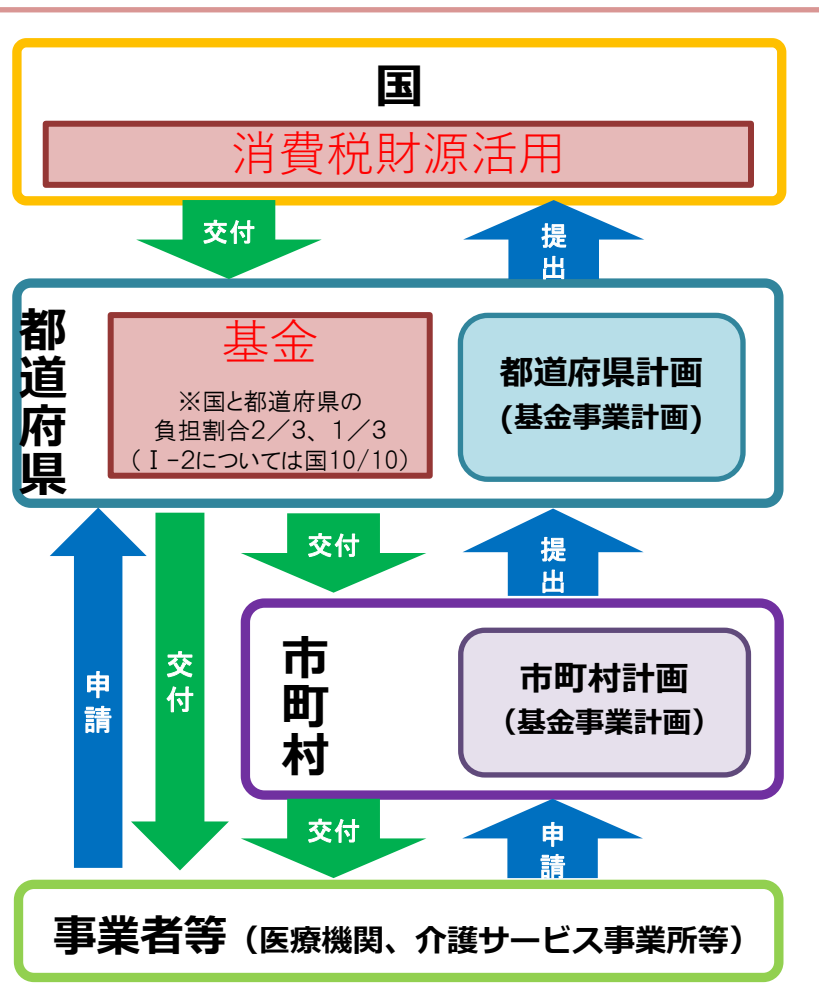 国
消費税財源活用
交付
提出
都道府県
基金
※国と都道府県の
負担割合2／3、1／3
（Ⅰ-2については国10/10）
都道府県計画
(基金事業計画)
申請
交付
交付
提出
市町村
市町村計画
（基金事業計画）
交付
申請
事業者等（医療機関、介護サービス事業所等）